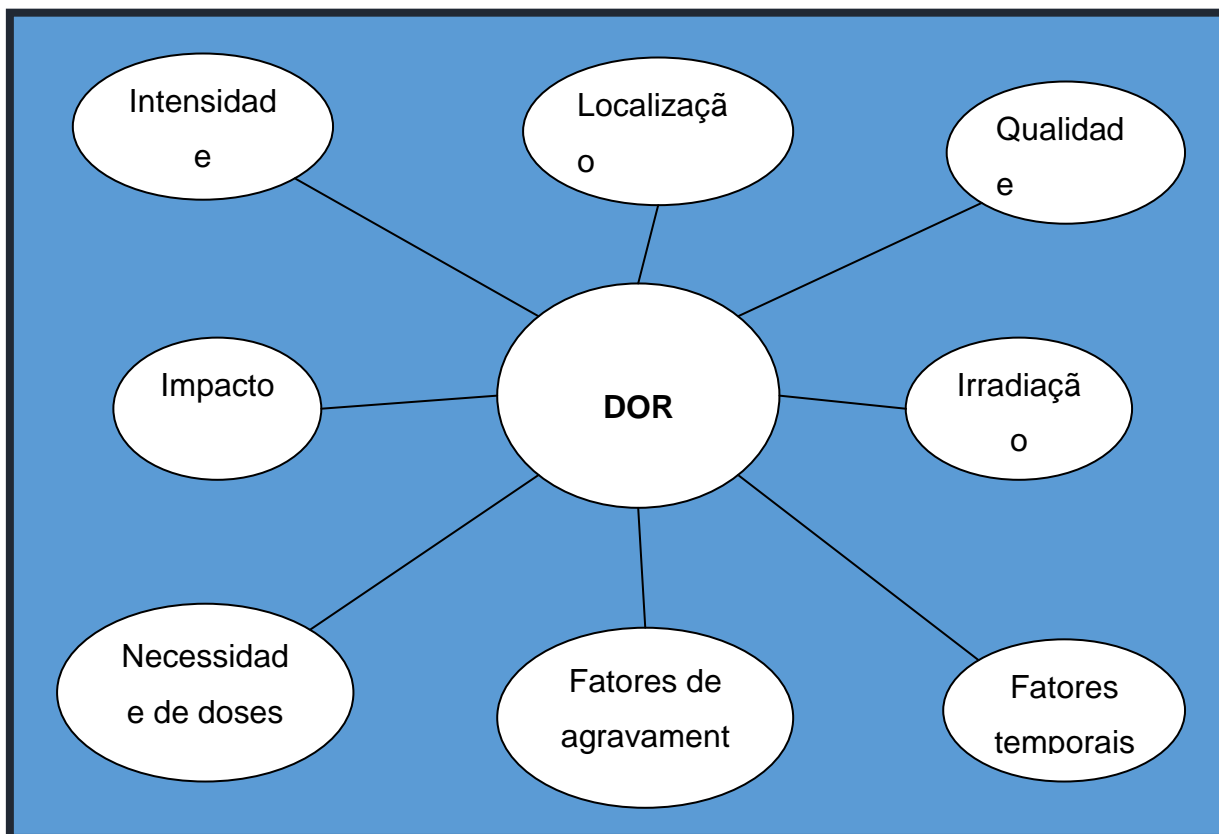 Intensidad
e
Localizaçã
o
Qualidad
e
Impacto
DOR
Irradiaçã
o
Necessidad
e de doses
Fatores de
agravament
Fatores
temporais